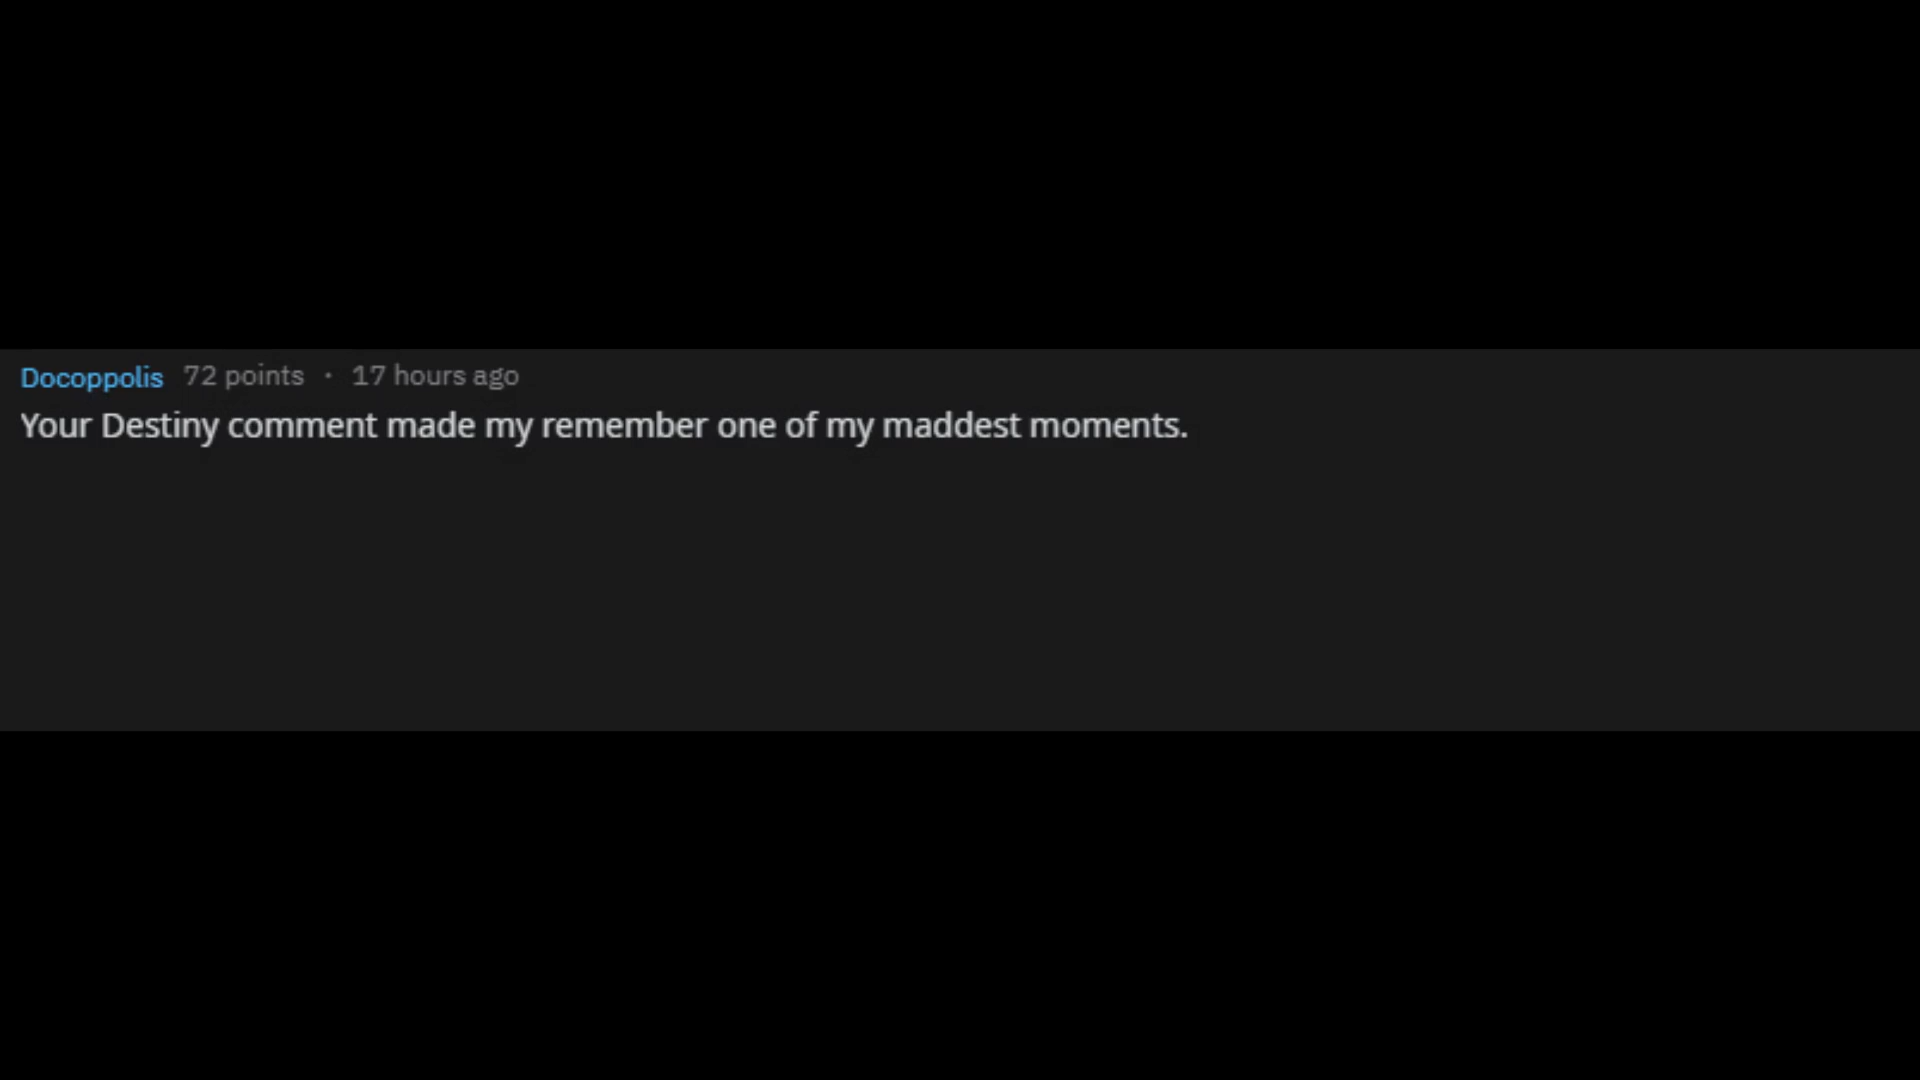 Docoppolis 72 points · 17 hours ago
Your Destiny comment made my remember one of my maddest moments.